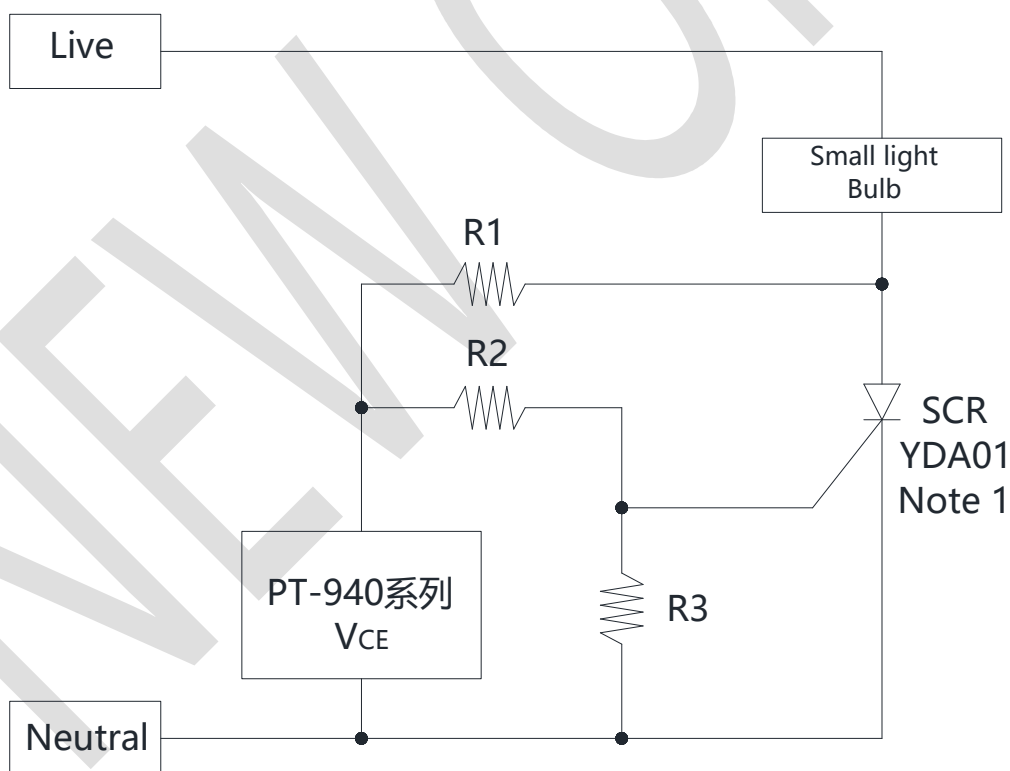 Live
Small light
Bulb
R1
R2
SCR
YDA01
Note 1
PT-940系列
VCE
R3
Neutral